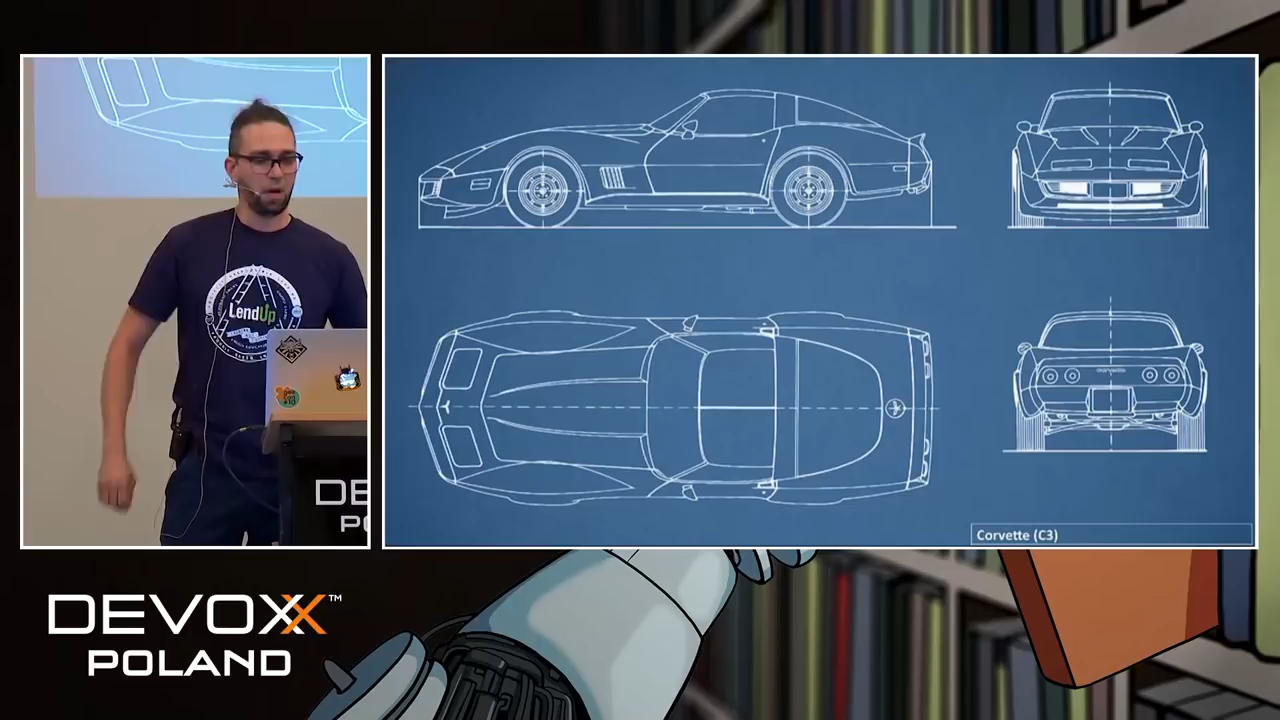 LendUp
DE
PO
Corvette (C3)
corvette
DEVOXX™
POLAND